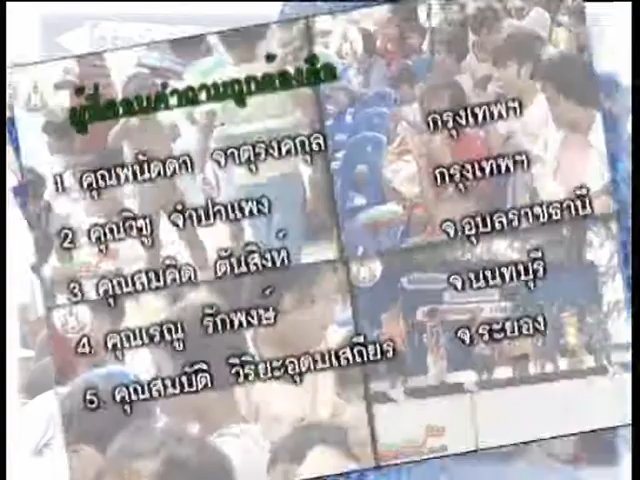 ผู้ที่ตอบคำถามถูกต้องคือ
1. คุณพนัดดา จาตุรงคกุล กรุงเทพฯ
2. คุณวิชู จำปาแพง กรุงเทพฯ
3. คุณสมคิด ตันสิงห์ จ.อุบลราชธานี
4. คุณเรณู รักพงษ์ จ.นนทบุรี
5. คุณสมบัติ วิริยะอุดมเสถียร จ.ระยอง